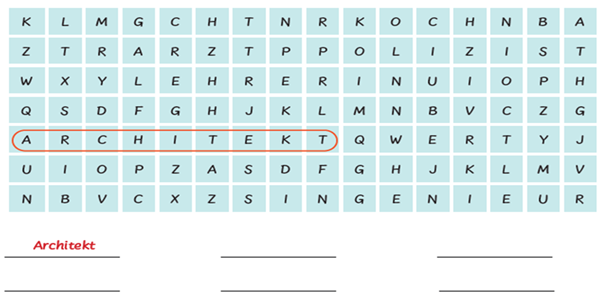 K L M G C H T N R K O C H N B A
Z T R A R Z T P P O L I Z I S T
W X Y L E H R E R I N U I O P H
Q S D F G H J K L M N B V C Z G
A R C H I T E K T Q W E R T Y J
U I O P Z A S D F G H J K L M V
N B V C X Z S I N G E N I E U R
Architekt